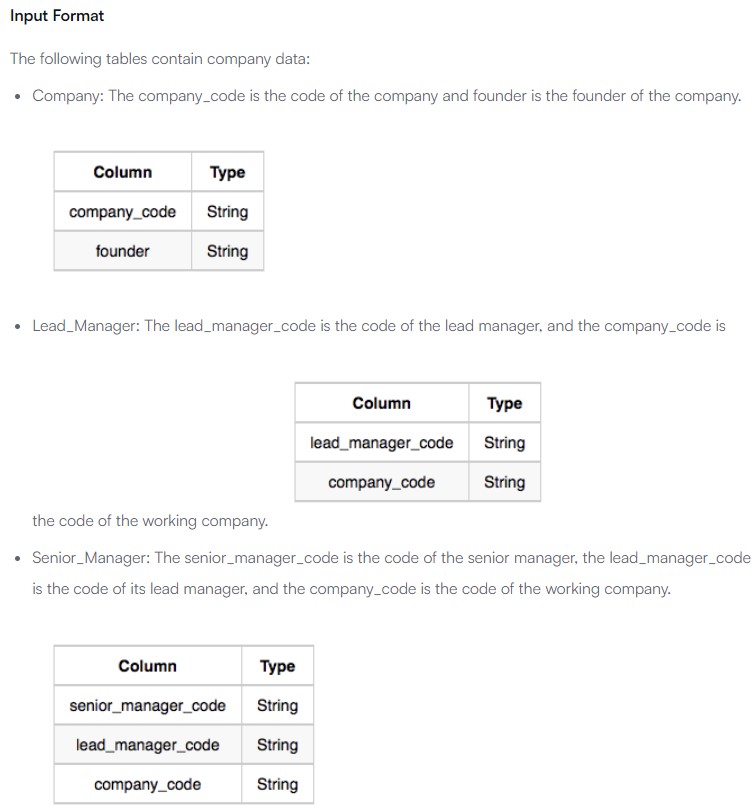 Input Format
The following tables contain company data:
• Company: The company_code is the code of the company and founder is the founder of the company.
Column Type
company_code String
founder String
• Lead_Manager: The lead_manager_code is the code of the lead manager, and the company_code is
Column Type
lead_manager_code String
company_code String
the code of the working company.
• Senior_Manager: The senior_manager_code is the code of the senior manager, the lead_manager_code
is the code of its lead manager, and the company_code is the code of the working company.
Column Type
senior_manager_code String
lead_manager_code String
company_code String